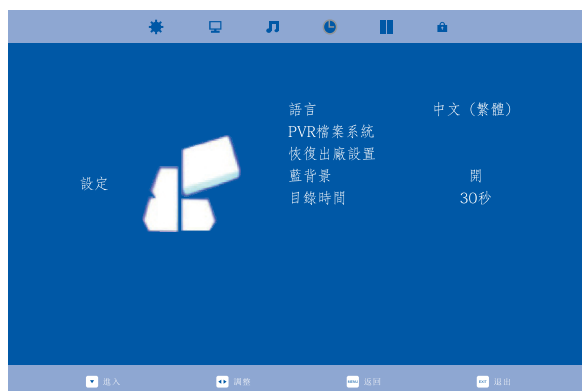 語言 中文（繁體）
PVR檔案系統
恢復出廠設置
藍背景 開
設定
目錄時間 30秒
進入 調整 MENU 返回 EXIT 退出